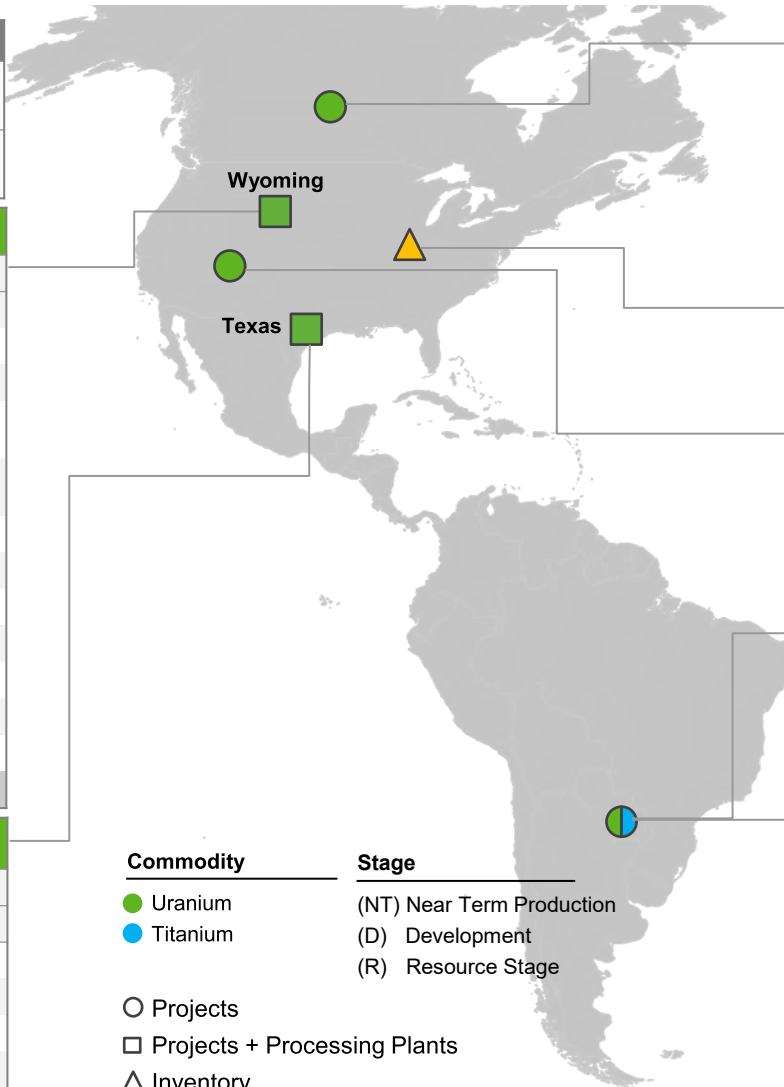 Wyoming
Texas
Commodity
Uranium
Titanium
Stage
(NT) Near Term Production
(D) Development
(R) Resource Stage
Projects
Projects + Processing Plants
Inventory